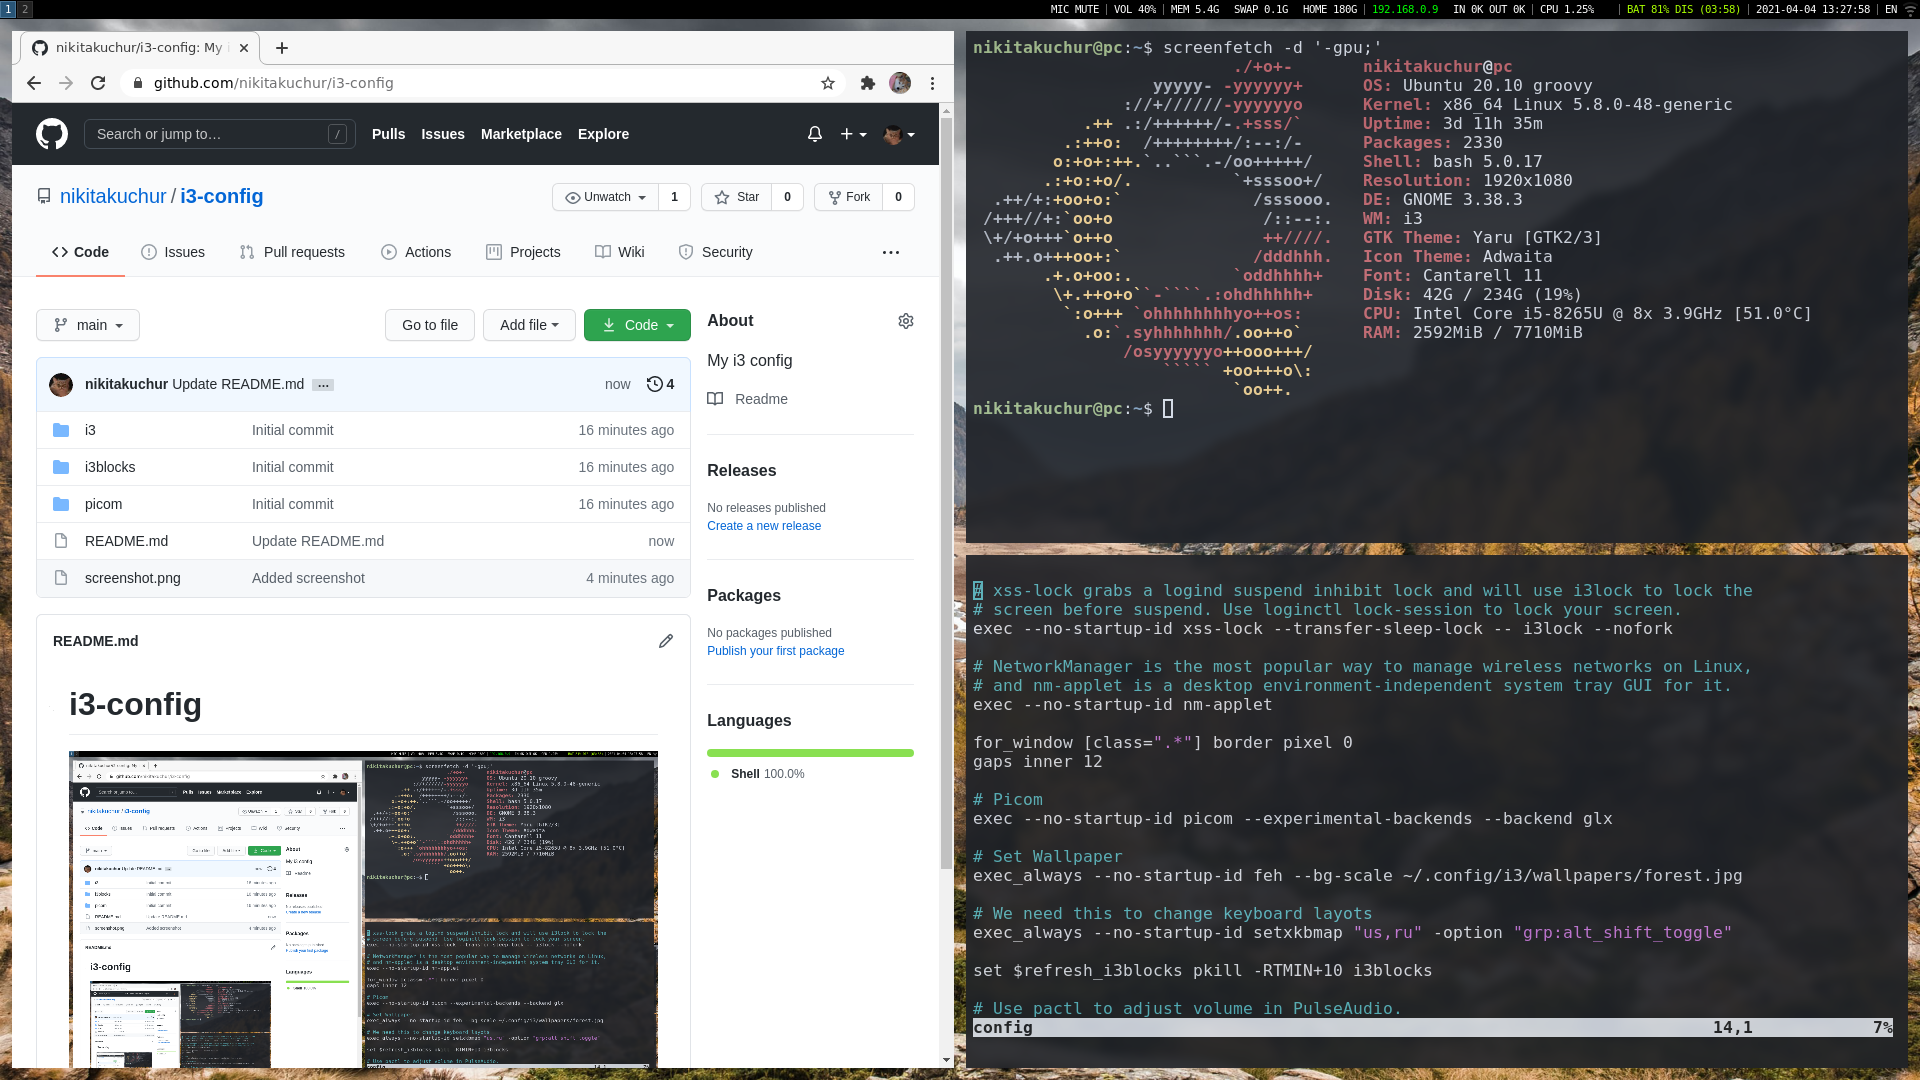 1 2
MIC MUTE | VOL 40% | MEM 5.4G SWAP 0.1G HOME 180G | 192.168.0.9 IN 0K OUT 0K | CPU 1.25% | BAT 81% DIS (03:58) | 2021-04-04 13:27:58 | EN
nikitakuchur/i3-config: My i
github.com/nikitakuchur/i3-config
Search or jump to… /
Pulls Issues Marketplace Explore
nikitakuchur / i3-config
Unwatch 1 Star 0 Fork 0
Code Issues Pull requests Actions Projects Wiki Security
main Go to file Add file Code
nikitakuchur Update README.md … now 4
i3 Initial commit 16 minutes ago
i3blocks Initial commit 16 minutes ago
picom Initial commit 16 minutes ago
README.md Update README.md now
screenshot.png Added screenshot 4 minutes ago
README.md
i3-config
About
My i3 config
Readme
Releases
No releases published
Create a new release
Packages
No packages published
Publish your first package
Languages
Shell 100.0%
nikitakuchur@pc:~$ screenfetch -d '-gpu;'
nikitakuchur@pc
OS: Ubuntu 20.10 groovy
Kernel: x86_64 Linux 5.8.0-48-generic
Uptime: 3d 11h 35m
Packages: 2330
Shell: bash 5.0.17
Resolution: 1920x1080
DE: GNOME 3.38.3
WM: i3
GTK Theme: Yaru [GTK2/3]
Icon Theme: Adwaita
Font: Cantarell 11
Disk: 42G / 234G (19%)
CPU: Intel Core i5-8265U @ 8x 3.9GHz [51.0°C]
RAM: 2592MiB / 7710MiB
nikitakuchur@pc:~$
# xss-lock grabs a logind suspend inhibit lock and will use i3lock to lock the
# screen before suspend. Use loginctl lock-session to lock your screen.
exec --no-startup-id xss-lock --transfer-sleep-lock -- i3lock --nofork
# NetworkManager is the most popular way to manage wireless networks on Linux,
# and nm-applet is a desktop environment-independent system tray GUI for it.
exec --no-startup-id nm-applet
for_window [class=".*"] border pixel 0
gaps inner 12
# Picom
exec --no-startup-id picom --experimental-backends --backend glx
# Set Wallpaper
exec_always --no-startup-id feh --bg-scale ~/.config/i3/wallpapers/forest.jpg
# We need this to change keyboard layots
exec_always --no-startup-id setxkbmap "us,ru" -option "grp:alt_shift_toggle"
set $refresh_i3blocks pkill -RTMIN+10 i3blocks
# Use pactl to adjust volume in PulseAudio.
config 14,1 7%